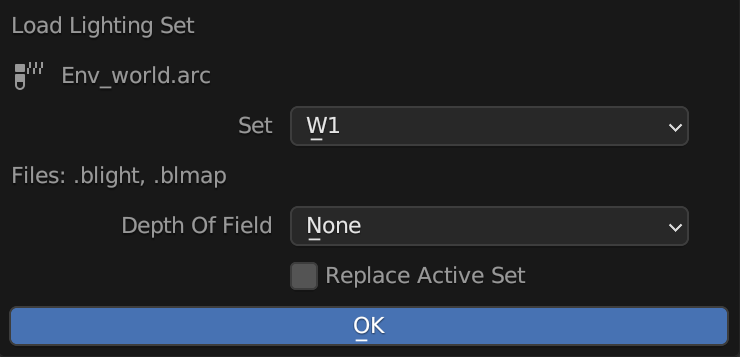 Load Lighting Set
Env_world.arc
Set W1
Files: .blight, .blmap
Depth Of Field None
Replace Active Set
OK